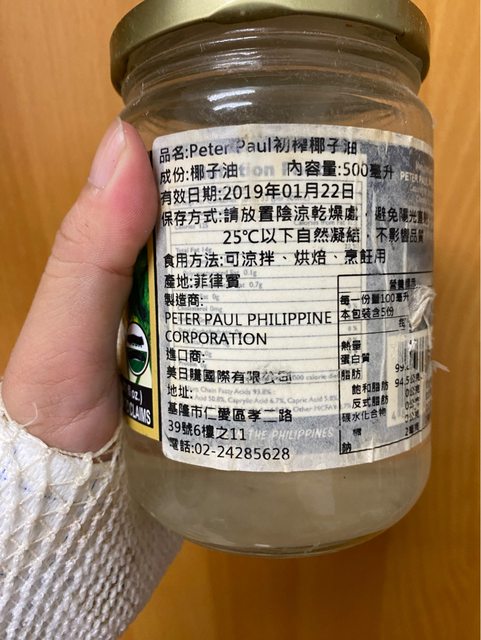 品名:Peter Paul初榨椰子油
成份:椰子油 內容量:500毫升
有效日期:2019年01月22日
保存方式:請放置陰涼乾燥處，避免陽光直射
25℃以下自然凝結，不影響品質
食用方法:可涼拌、烘焙、烹飪用
產地:菲律賓
製造商:
PETER PAUL PHILIPPINE
CORPORATION
進口商:
美日購國際有限公司
地址:
基隆市仁愛區孝二路
39號6樓之11
電話:02-24285628
營養標示
每一份量100毫升
本包裝含5份
熱量
蛋白質
脂肪
飽和脂肪
反式脂肪
碳水化合物
糖
鈉
THE PHILIPPINES
CLAIMS